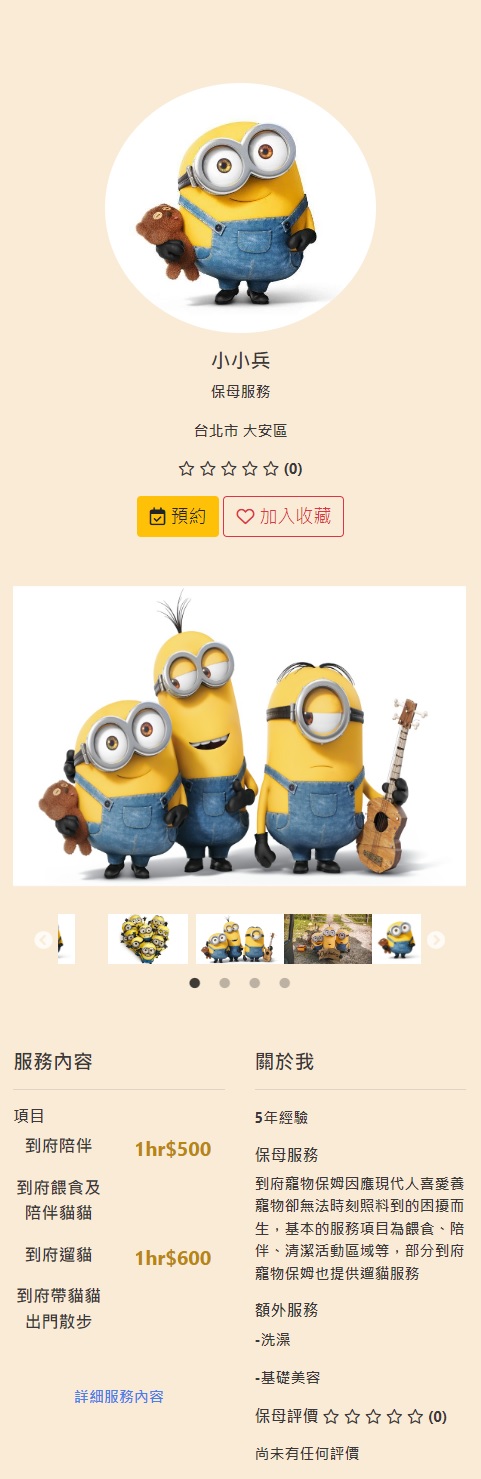 小小兵
保母服務
台北市 大安區
(0)
預約
加入收藏
服務內容
項目
到府陪伴
1hr$500
到府餵食及
陪伴貓貓
到府遛貓
1hr$600
到府帶貓貓
出門散步
詳細服務內容
關於我
5年經驗
保母服務
到府寵物保姆因應現代人喜愛養
寵物卻無法時刻照料到的困擾而
生，基本的服務項目為餵食、陪
伴、清潔活動區域等，部分到府
寵物保姆也提供遛貓服務
額外服務
-洗澡
-基礎美容
保母評價 (0)
尚未有任何評價